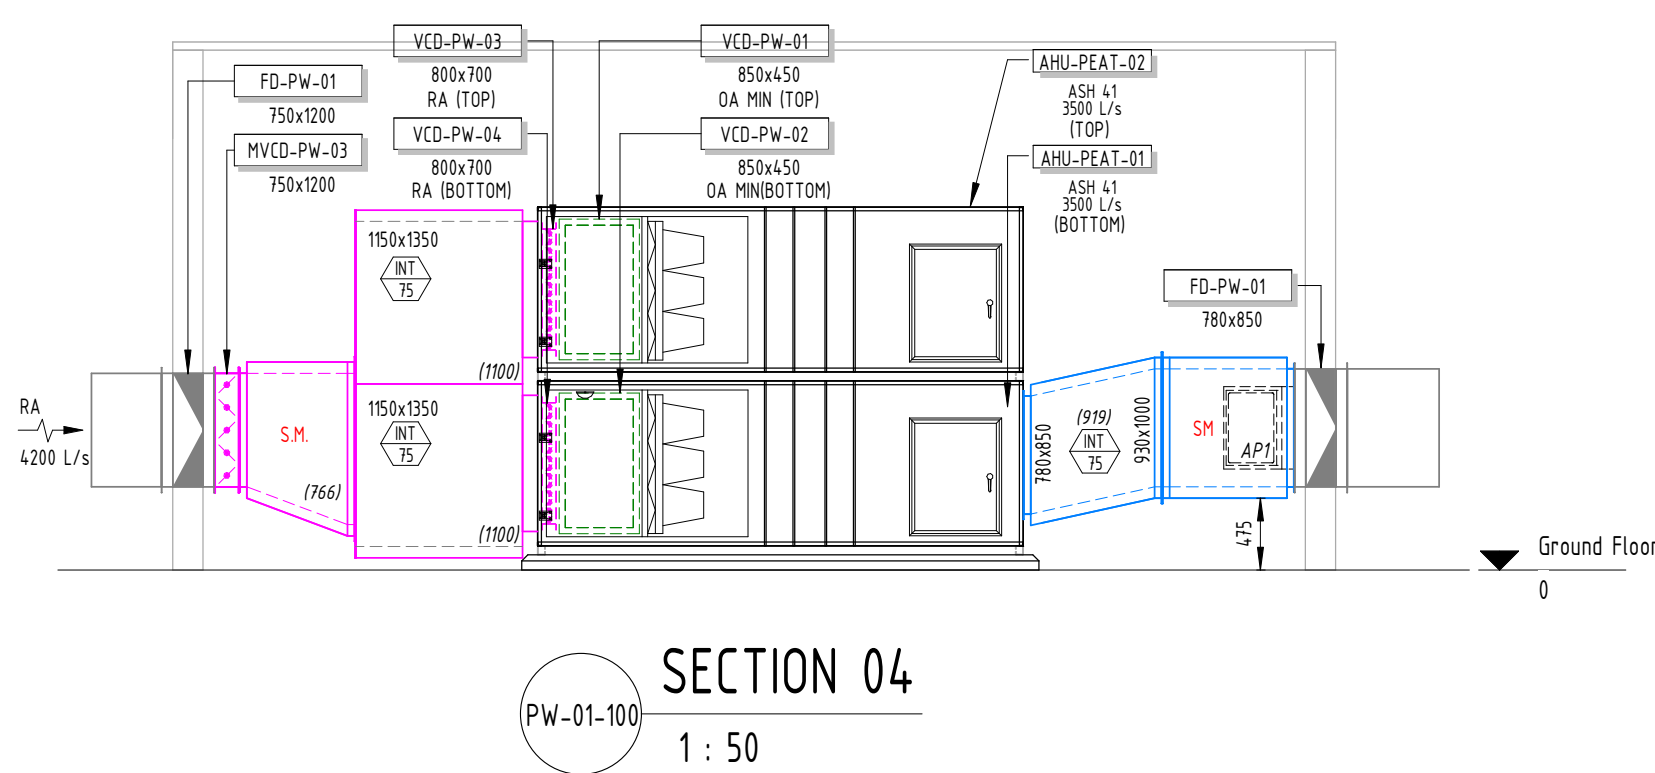 VCD-PW-03
800x700
RA (TOP)
VCD-PW-01
850x450
OA MIN (TOP)
AHU-PEAT-02
ASH 41
3500 L/s
(TOP)
FD-PW-01
750x1200
MVCD-PW-03
750x1200
VCD-PW-04
800x700
RA (BOTTOM)
VCD-PW-02
850x450
OA MIN(BOTTOM)
AHU-PEAT-01
ASH 41
3500 L/s
(BOTTOM)
1150x1350
INT
75
(1100)
FD-PW-01
780x850
RA
4200 L/s
S.M.
(766)
1150x1350
INT
75
(1100)
780x850
(919)
INT
75
930x1000
SM
AP1
475
Ground Floor
0
PW-01-100
SECTION 04
1 : 50